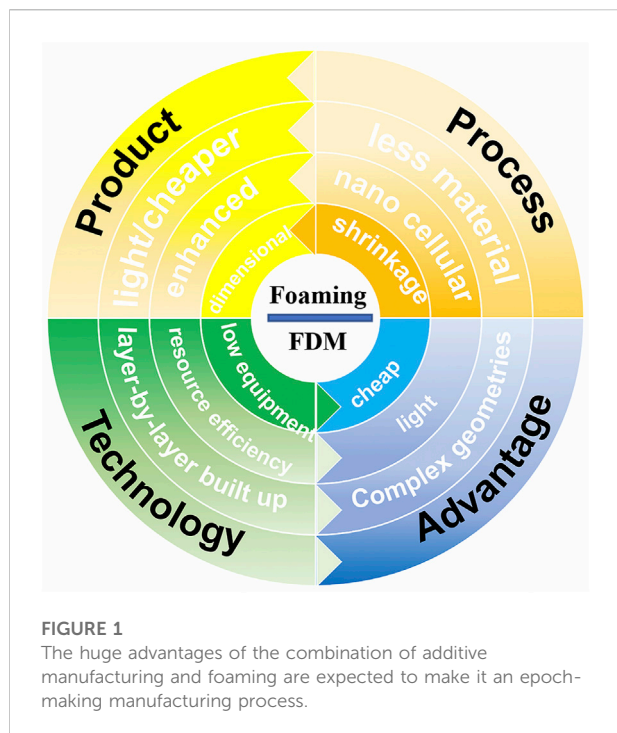 Product
light/cheaper
enhanced
dimensional
Process
less material
nano cellular
shrinkage
Foaming
FDM
Technology
layer-by-layer built up
resource efficiency
low equipment
cheap
light
Complex geometries
Advantage
FIGURE 1
The huge advantages of the combination of additive
manufacturing and foaming are expected to make it an epoch-
making manufacturing process.